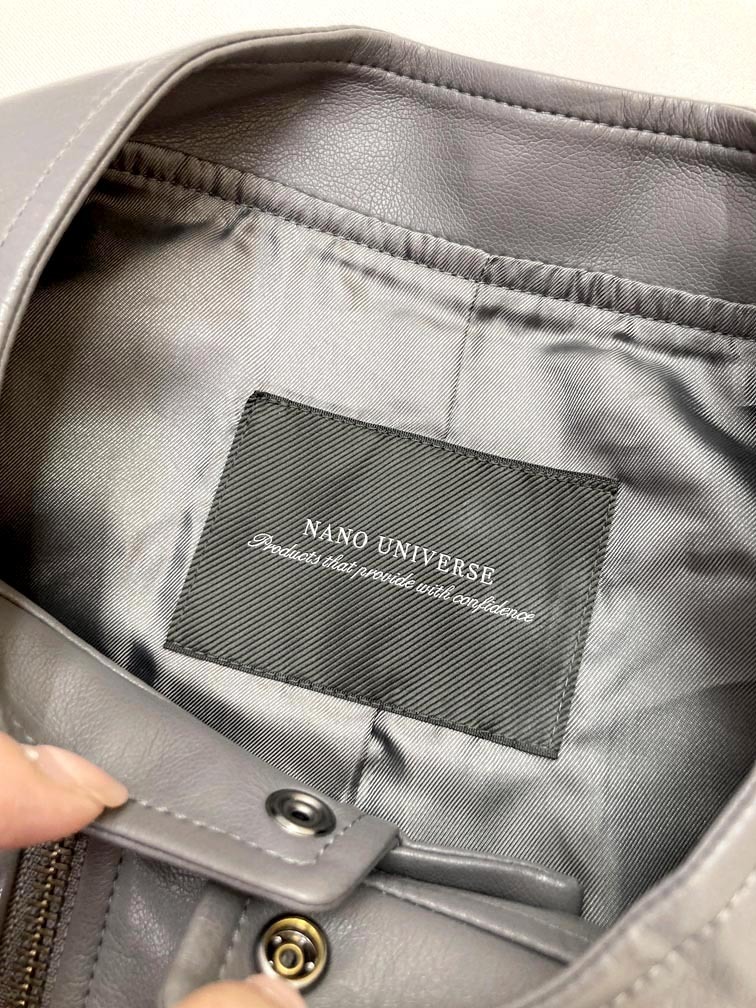 NANO UNIVERSE
Products that provide with confidence